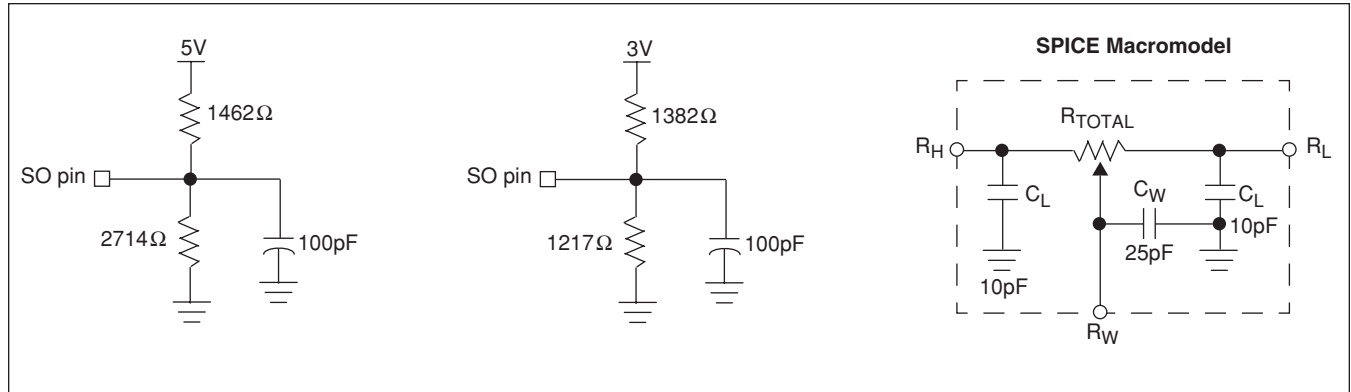 5V
1462Ω
SO pin
2714Ω
100pF
3V
1382Ω
SO pin
1217Ω
100pF
SPICE Macromodel
RTOTAL
RH
RL
CL
CW
CL
10pF
25pF
10pF
RW